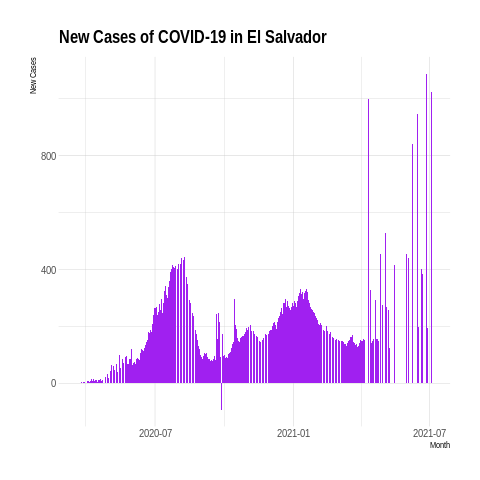 New Cases of COVID-19 in El Salvador
New Cases
800
400
0
2020-07
2021-01
2021-07
Month